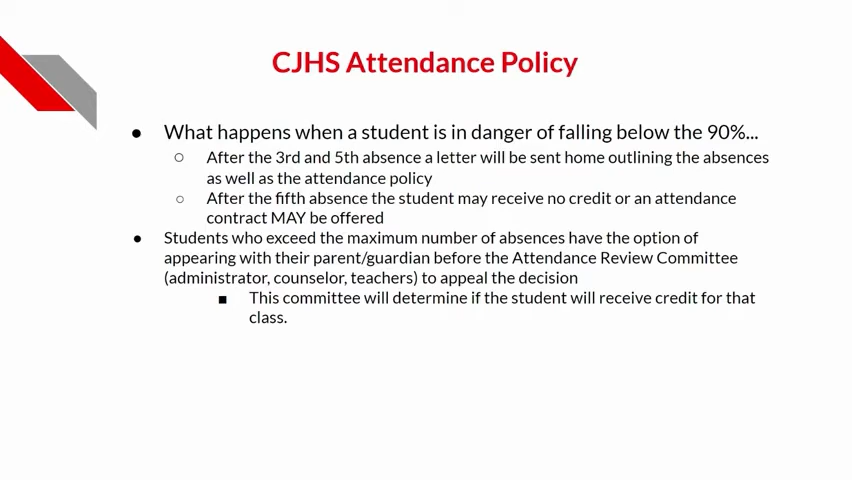 CJHS Attendance Policy
● What happens when a student is in danger of falling below the 90%...
○ After the 3rd and 5th absence a letter will be sent home outlining the absences
as well as the attendance policy
○ After the fifth absence the student may receive no credit or an attendance
contract MAY be offered
● Students who exceed the maximum number of absences have the option of
appearing with their parent/guardian before the Attendance Review Committee
(administrator, counselor, teachers) to appeal the decision
■ This committee will determine if the student will receive credit for that
class.